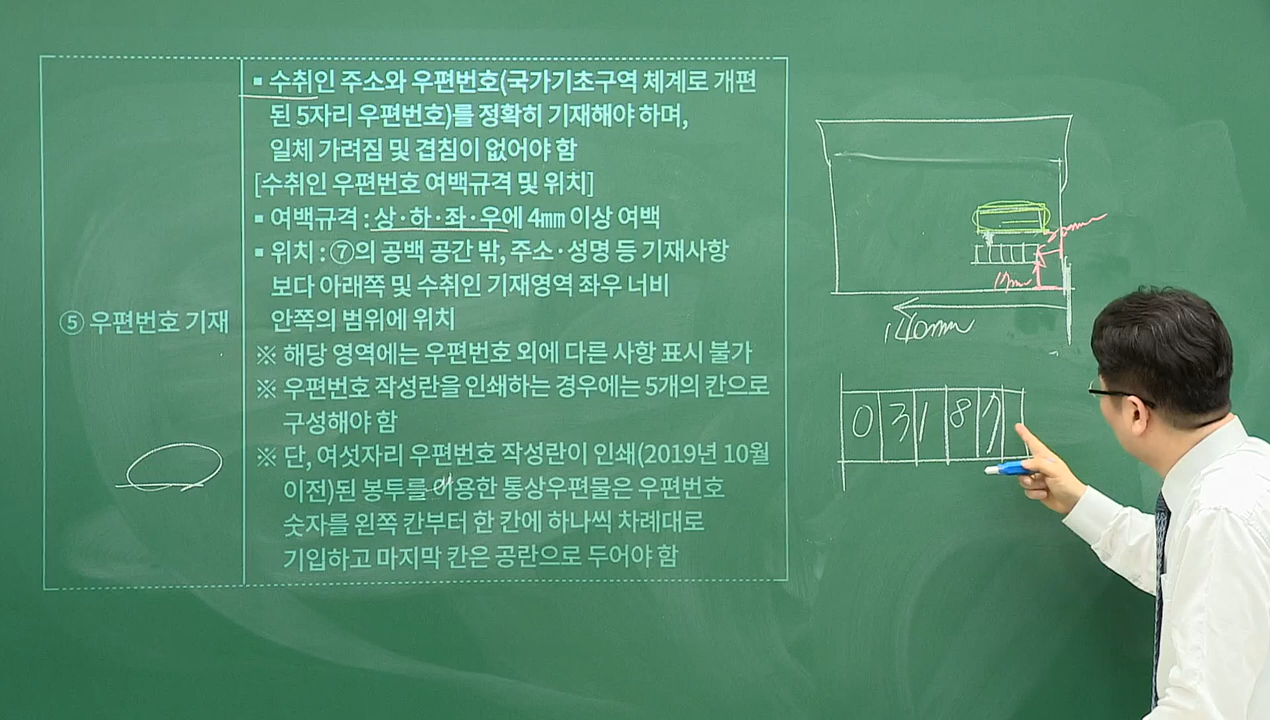 ⑤ 우편번호 기재
▪ 수취인 주소와 우편번호(국가기초구역 체계로 개편
된 5자리 우편번호)를 정확히 기재해야 하며,
일체 가려짐 및 겹침이 없어야 함
[수취인 우편번호 여백규격 및 위치]
▪ 여백규격 : 상·하·좌·우에 4㎜ 이상 여백
▪ 위치 : ⑦의 공백 공간 밖, 주소·성명 등 기재사항
보다 아래쪽 및 수취인 기재영역 좌우 너비
안쪽의 범위에 위치
※ 해당 영역에는 우편번호 외에 다른 사항 표시 불가
※ 우편번호 작성란을 인쇄하는 경우에는 5개의 칸으로
구성해야 함
※ 단, 여섯자리 우편번호 작성란이 인쇄(2019년 10월
이전)된 봉투를 이용한 통상우편물은 우편번호
숫자를 왼쪽 칸부터 한 칸에 하나씩 차례대로
기입하고 마지막 칸은 공란으로 두어야 함
140mm
0 3 1 8 7